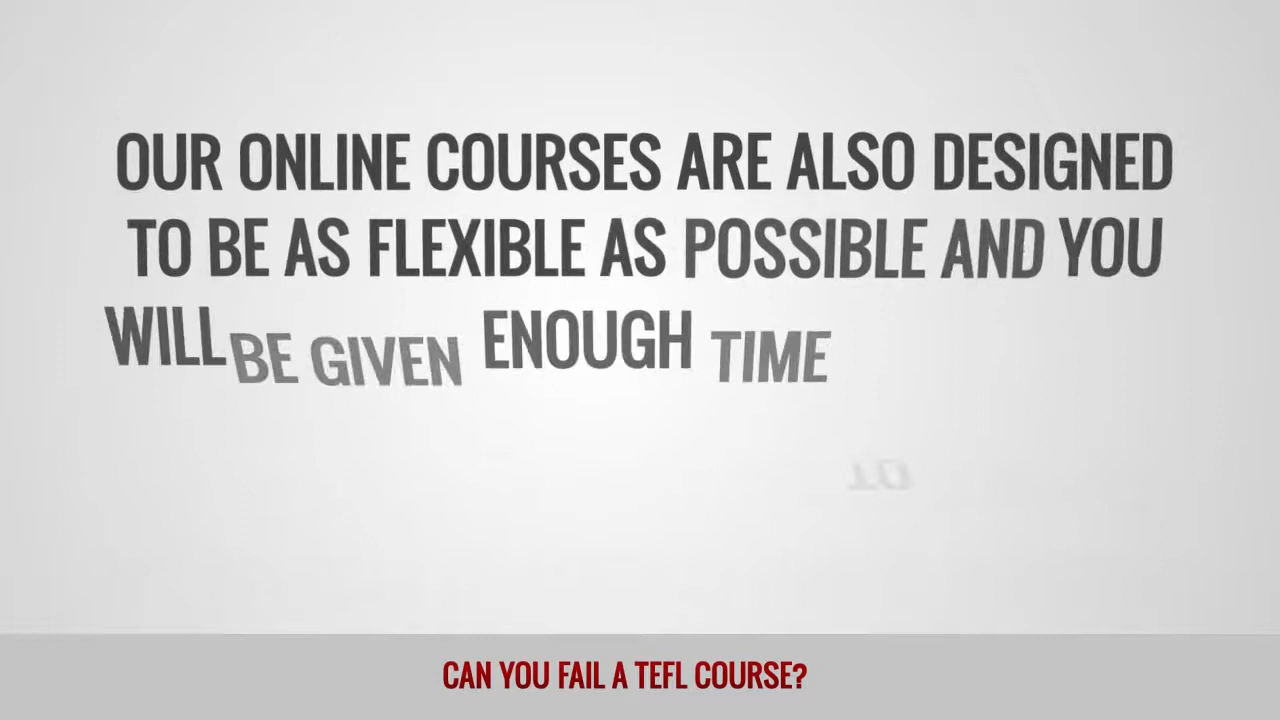 OUR ONLINE COURSES ARE ALSO DESIGNED
TO BE AS FLEXIBLE AS POSSIBLE AND YOU
WILL BE GIVEN ENOUGH TIME
TO
CAN YOU FAIL A TEFL COURSE?